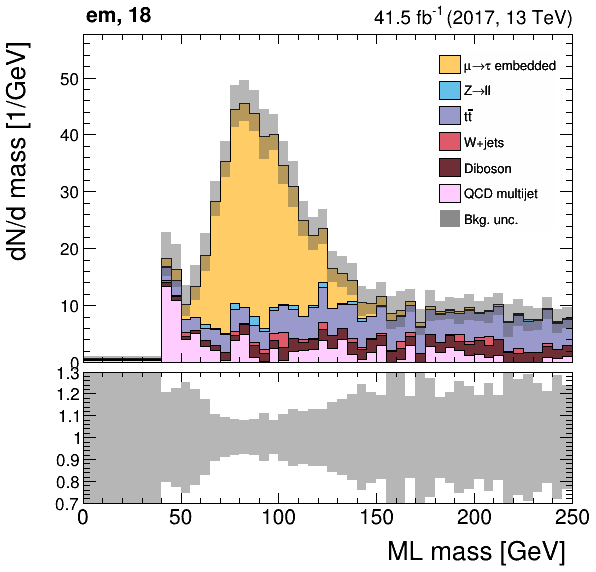 em, 18
41.5 fb⁻¹ (2017, 13 TeV)
dN/d mass [1/GeV]
50
40
30
20
10
0
μ→τ embedded
Z→ll
tt̄
W+jets
Diboson
QCD multijet
Bkg. unc.
1.3
1.2
1.1
1
0.9
0.8
0.7
0 50 100 150 200 250
ML mass [GeV]